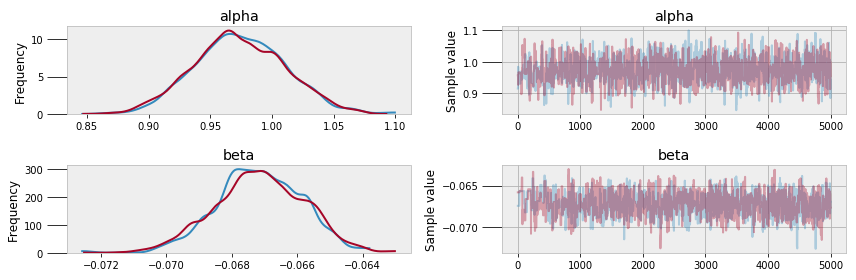 alpha
Frequency
10
5
0
0.85 0.90 0.95 1.00 1.05 1.10
alpha
Sample value
1.1
1.0
0.9
0 1000 2000 3000 4000 5000
beta
Frequency
300
200
100
0
−0.072 −0.070 −0.068 −0.066 −0.064
beta
Sample value
−0.065
−0.070
0 1000 2000 3000 4000 5000